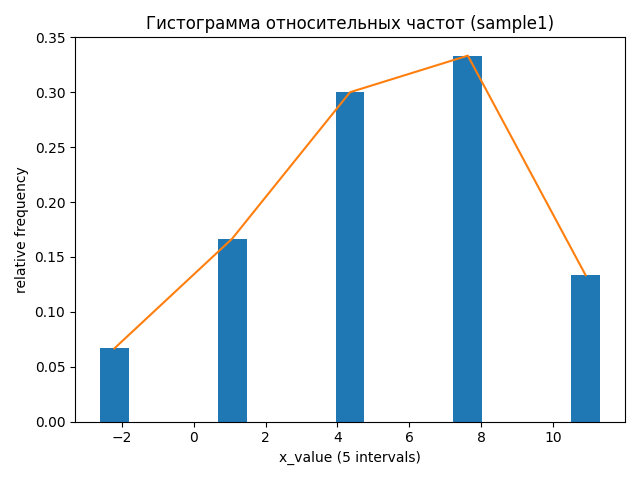 Гистограмма относительных частот (sample1)
0.35
0.30
0.25
0.20
0.15
0.10
0.05
0.00
relative frequency
−2 0 2 4 6 8 10
x_value (5 intervals)